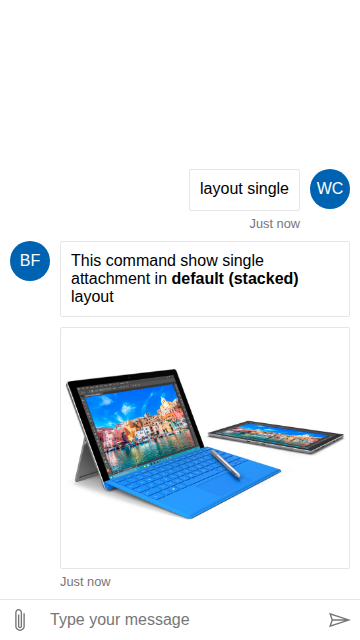 layout single
WC
Just now
BF
This command show single
attachment in default (stacked)
layout
Just now
Type your message